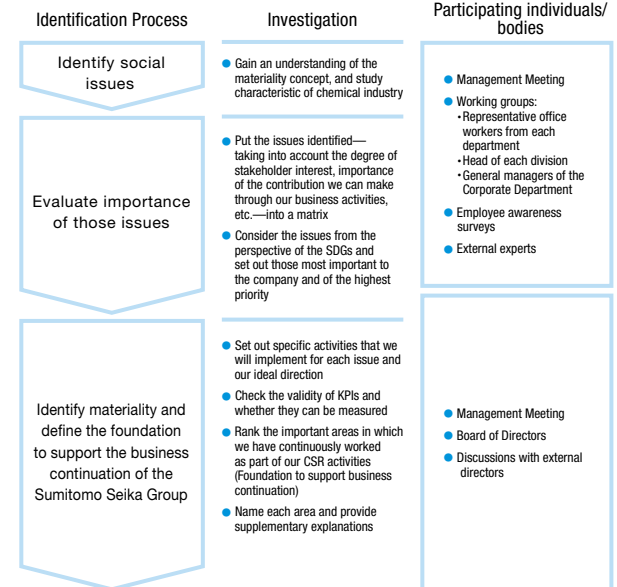 Identification Process
Investigation
Participating individuals/
bodies
Identify social
issues
● Gain an understanding of the
materiality concept, and study
characteristic of chemical industry
Evaluate importance
of those issues
● Put the issues identified—
taking into account the degree of
stakeholder interest, importance
of the contribution we can make
through our business activities,
etc.—into a matrix
● Consider the issues from the
perspective of the SDGs and
set out those most important to
the company and of the highest
priority
● Management Meeting
● Working groups:
・Representative office
workers from each
department
・Head of each division
・General managers of the
Corporate Department
● Employee awareness
surveys
● External experts
Identify materiality and
define the foundation
to support the business
continuation of the
Sumitomo Seika Group
● Set out specific activities that we
will implement for each issue and
our ideal direction
● Check the validity of KPIs and
whether they can be measured
● Rank the important areas in which
we have continuously worked
as part of our CSR activities
(Foundation to support business
continuation)
● Name each area and provide
supplementary explanations
● Management Meeting
● Board of Directors
● Discussions with external
directors